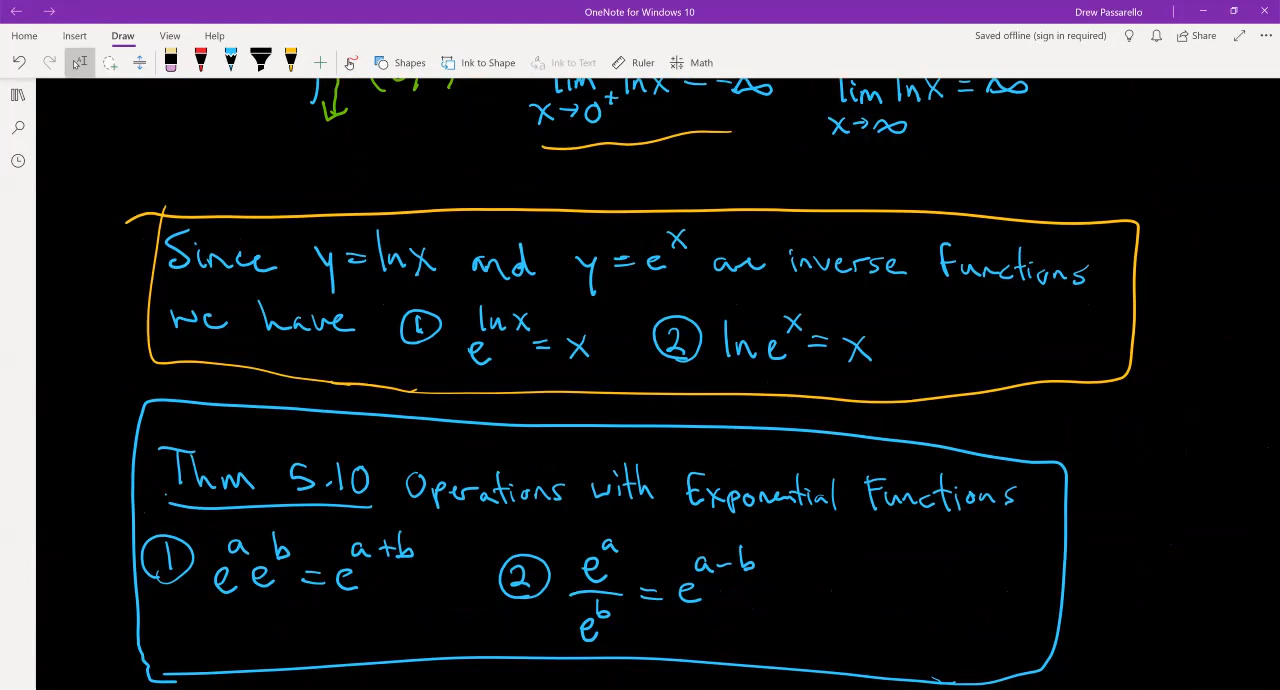 OneNote for Windows 10
Drew Passarello
Home Insert Draw View Help
Saved offline (sign in required) Share
Shapes Ink to Shape Ink to Text Ruler Math
lim ln x = -∞ lim ln x = ∞
x→0⁺ x→∞
Since y = ln x and y = e^x are inverse functions
we have ① e^{ln x} = x ② ln e^x = x
Thm 5.10 Operations with Exponential Functions
① e^a e^b = e^{a+b} ② e^a/e^b = e^{a-b}